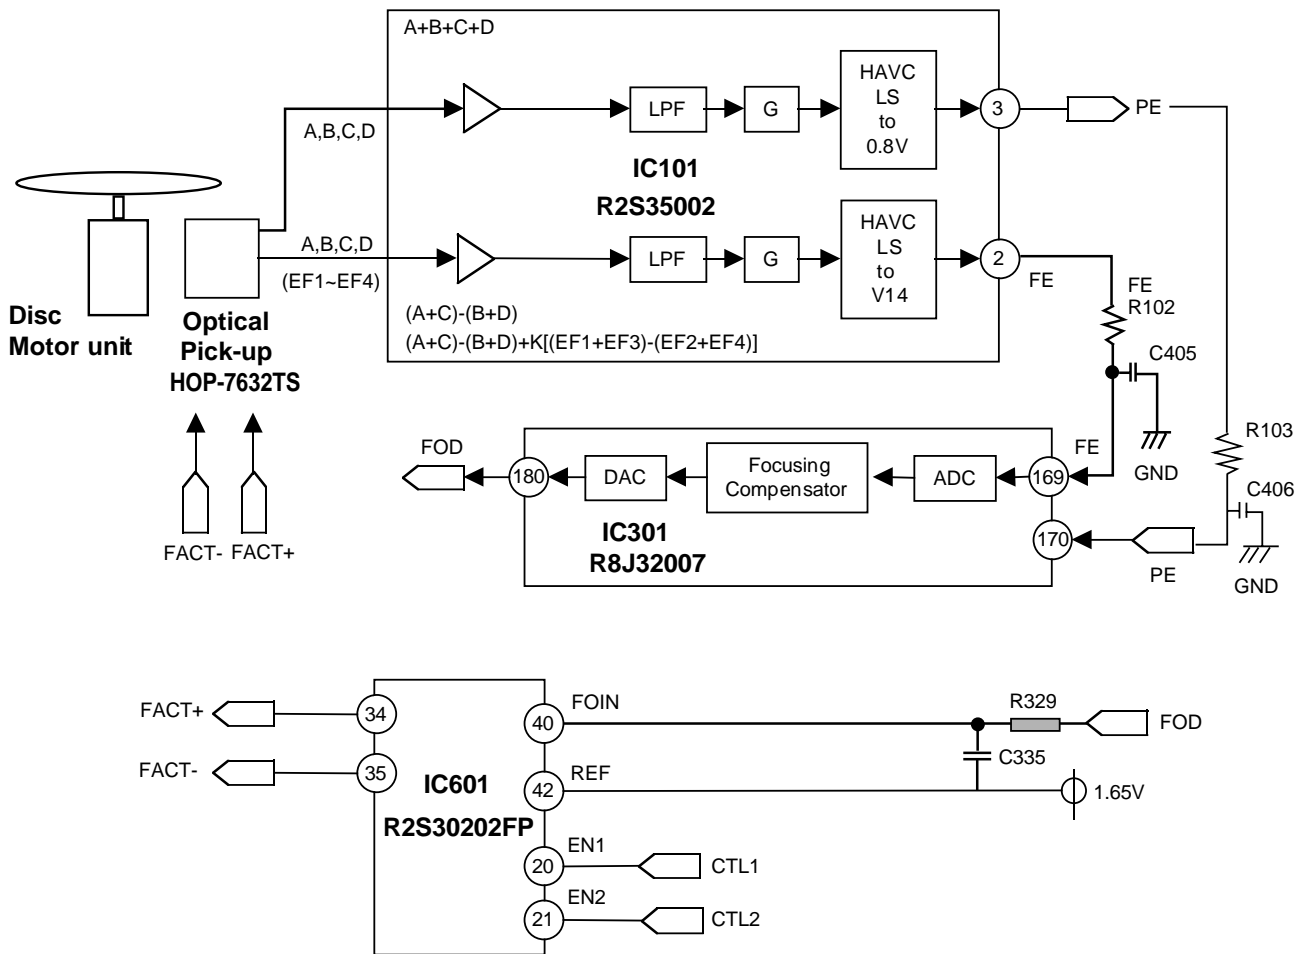 A+B+C+D
A,B,C,D
LPF
G
HAVC
LS
to
0.8V
3
PE
IC101
R2S35002
A,B,C,D
(EF1~EF4)
LPF
G
HAVC
LS
to
V14
2
FE
FE
R102
C405
GND
(A+C)-(B+D)
(A+C)-(B+D)+K[(EF1+EF3)-(EF2+EF4)]
Disc
Motor unit
Optical
Pick-up
HOP-7632TS
FACT-
FACT+
FOD
180
DAC
Focusing
Compensator
ADC
169
FE
IC301
R8J32007
170
PE
R103
C406
GND
FACT+
34
FACT-
35
IC601
R2S30202FP
40
FOIN
R329
FOD
C335
42
REF
1.65V
20
EN1
CTL1
21
EN2
CTL2